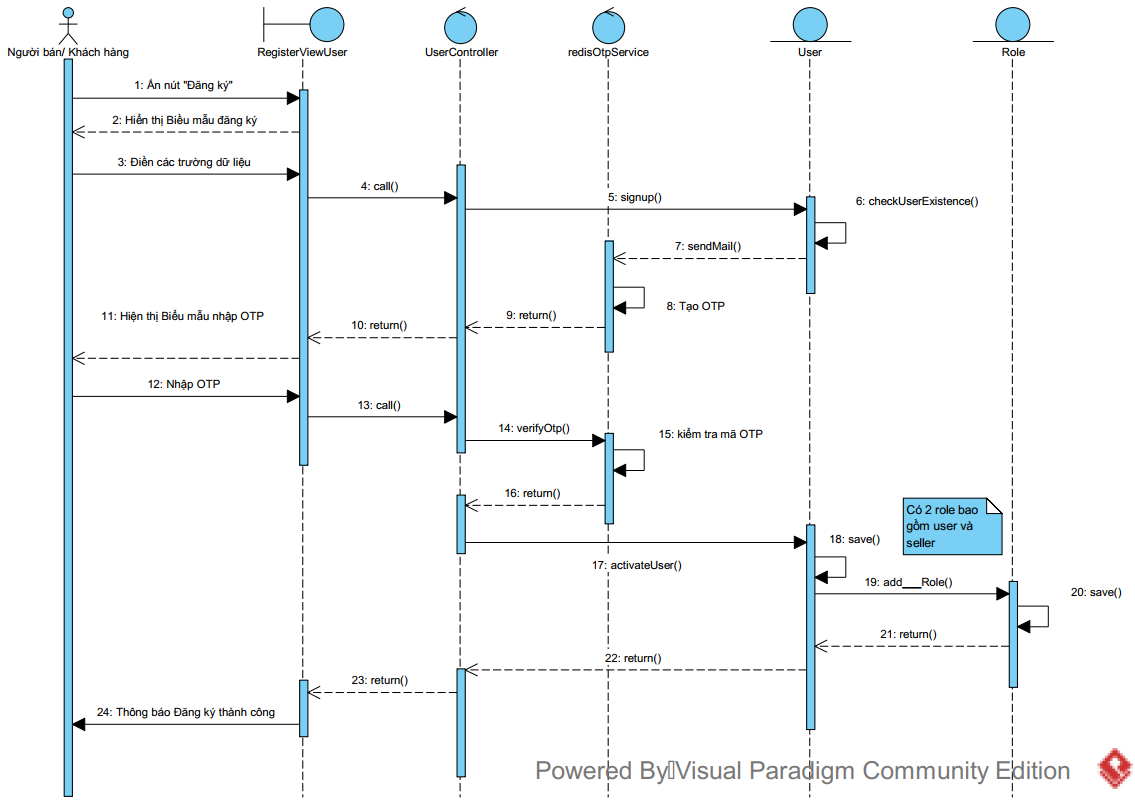 Người bán/ Khách hàng
RegisterViewUser
UserController
redisOtpService
User
Role
1: Ấn nút "Đăng ký"
2: Hiển thị Biểu mẫu đăng ký
3: Điền các trường dữ liệu
4: call()
5: signup()
6: checkUserExistence()
7: sendMail()
8: Tạo OTP
9: return()
10: return()
11: Hiện thị Biểu mẫu nhập OTP
12: Nhập OTP
13: call()
14: verifyOtp()
15: kiểm tra mã OTP
16: return()
Có 2 role bao
gồm user và
seller
17: activateUser()
18: save()
19: add___Role()
20: save()
21: return()
22: return()
23: return()
24: Thông báo Đăng ký thành công
Powered By Visual Paradigm Community Edition